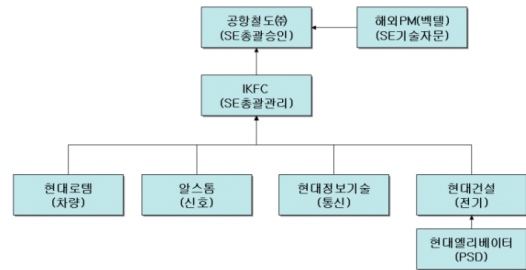 공항철도㈜
(SE총괄승인)
해외PM(벡텔)
(SE기술자문)
IKFC
(SE총괄관리)
현대로템
(차량)
알스톰
(신호)
현대정보기술
(통신)
현대건설
(전기)
현대엘리베이터
(PSD)